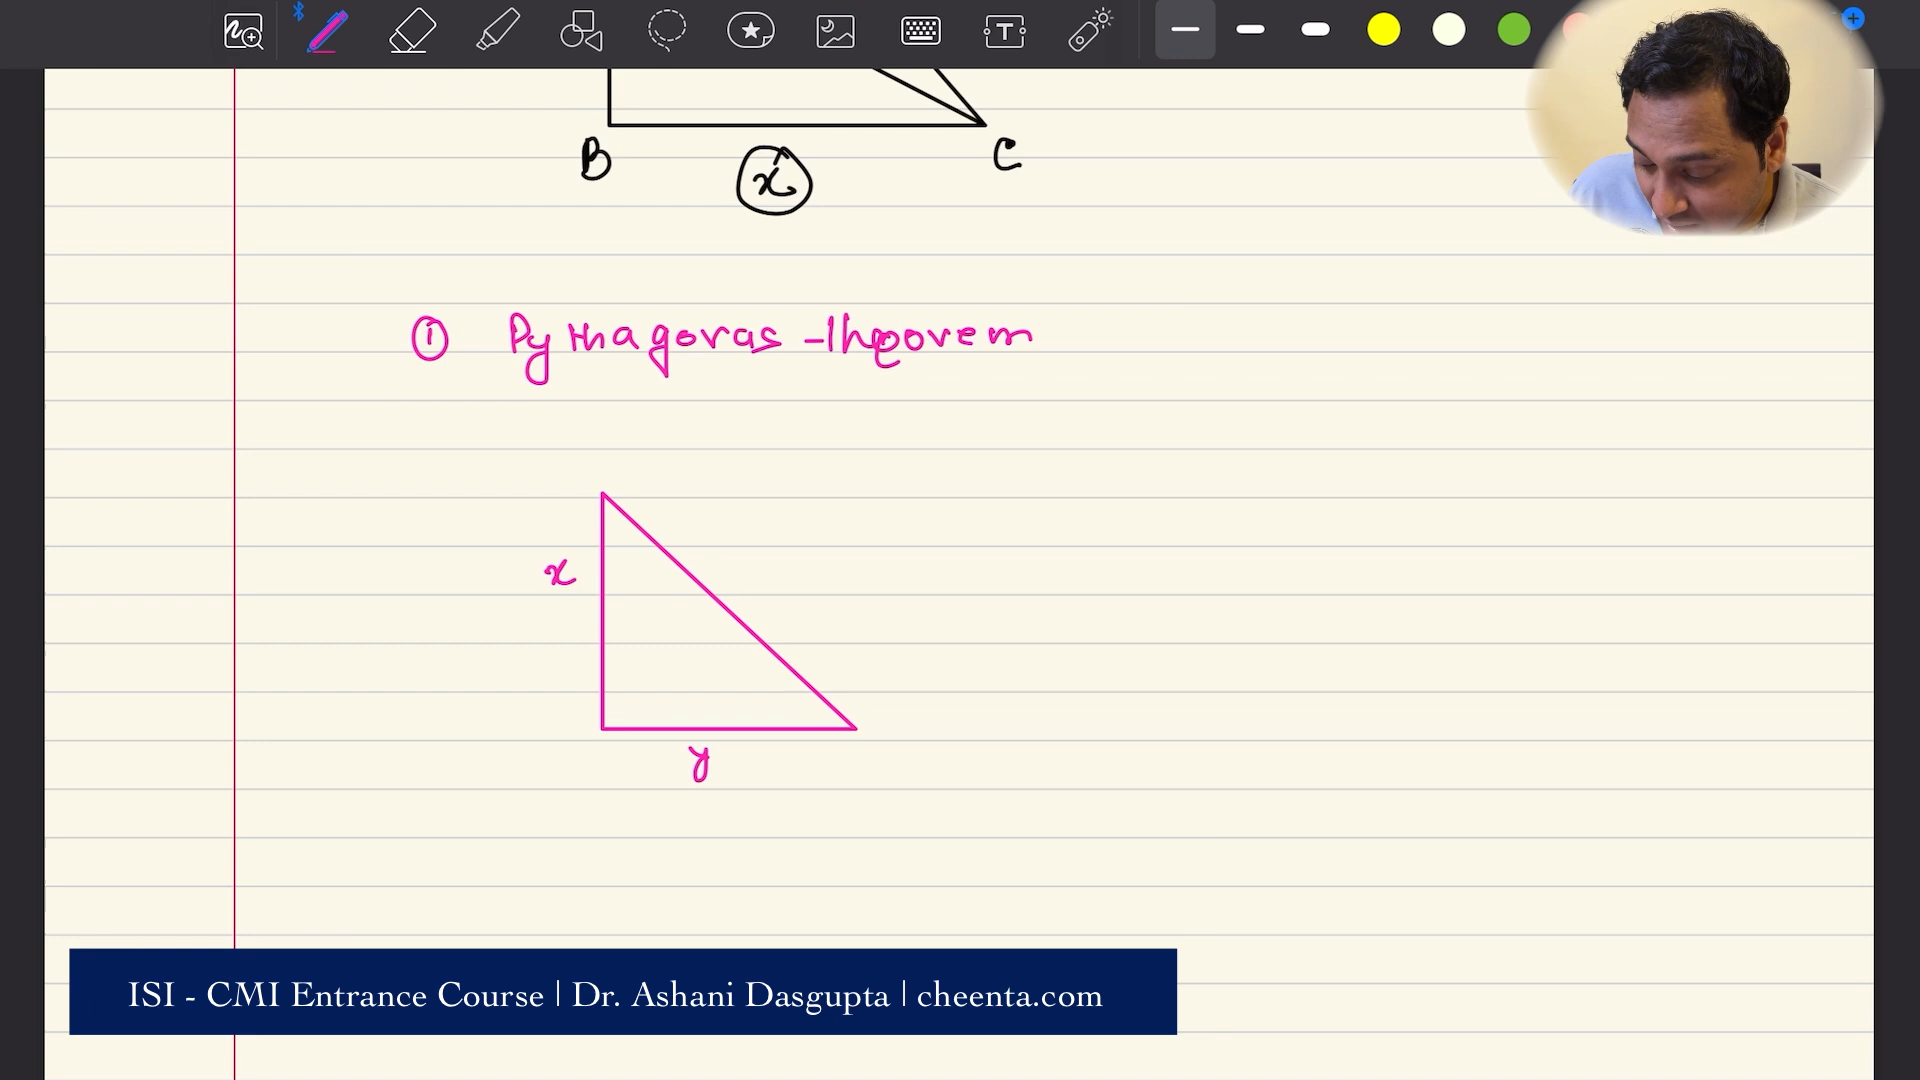 B
C
x
① Pythagoras theorem
x
y
ISI - CMI Entrance Course | Dr. Ashani Dasgupta | cheenta.com